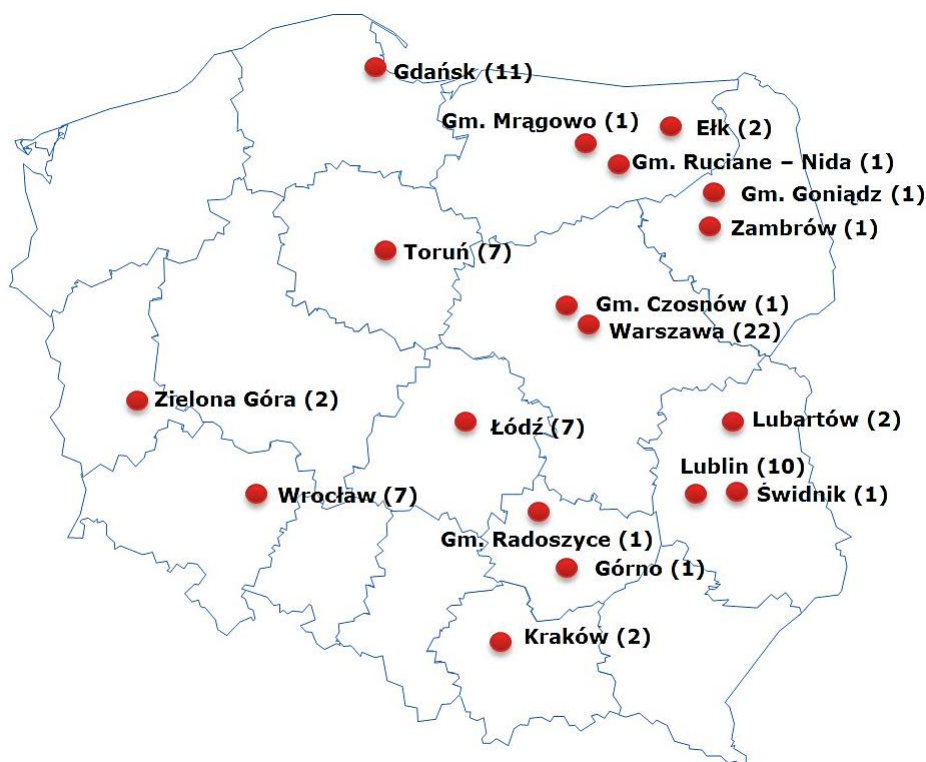 Gdańsk (11)
Gm. Mrągowo (1)
Ełk (2)
Gm. Ruciane – Nida (1)
Gm. Goniądz (1)
Zambrów (1)
Toruń (7)
Gm. Czosnów (1)
Warszawa (22)
Zielona Góra (2)
Łódź (7)
Lubartów (2)
Lublin (10)
Świdnik (1)
Wrocław (7)
Gm. Radoszyce (1)
Górno (1)
Kraków (2)